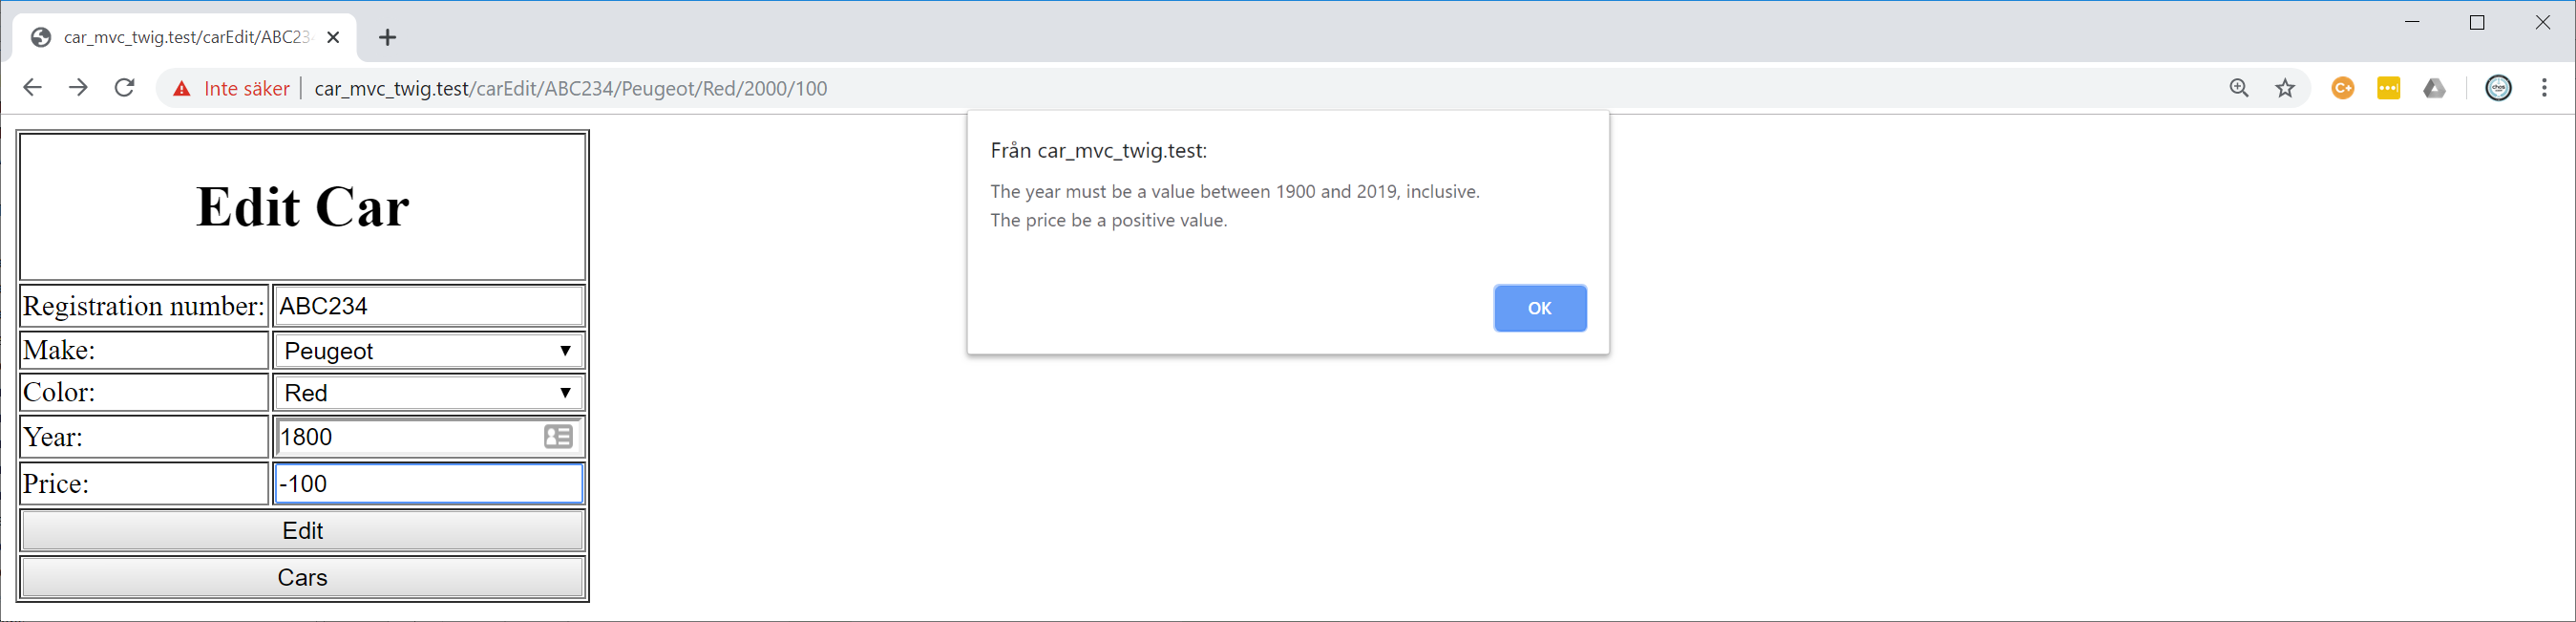 car_mvc_twig.test/carEdit/ABC23
Inte säker car_mvc_twig.test/carEdit/ABC234/Peugeot/Red/2000/100
Från car_mvc_twig.test:
The year must be a value between 1900 and 2019, inclusive.
The price be a positive value.
OK
Edit Car
Registration number: ABC234
Make: Peugeot
Color: Red
Year: 1800
Price: -100
Edit
Cars